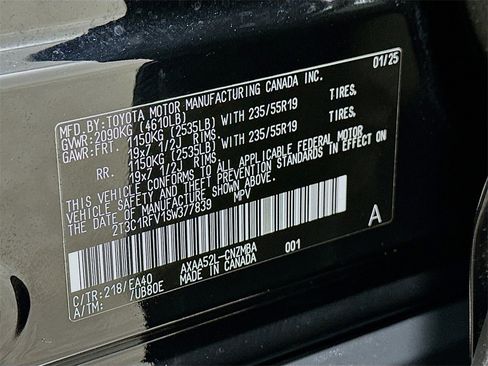 MFD.BY:TOYOTA MOTOR MANUFACTURING CANADA INC. 01/25
GVWR:2090KG (4610LB)
GAWR:FRT. 1150KG (2535LB) WITH 235/55R19 TIRES,
19x7 1/2J RIMS,
RR. 1150KG (2535LB) WITH 235/55R19 TIRES,
19x7 1/2J RIMS,
THIS VEHICLE CONFORMS TO ALL APPLICABLE FEDERAL MOTOR
VEHICLE SAFETY AND THEFT PREVENTION STANDARDS IN EFFECT ON
THE DATE OF MANUFACTURE SHOWN ABOVE.
2T3C1RFV1SW377839 MPV
A
C/TR:218/EA40 AXAA52L-CNZMBA 001
A/TM: 7/UB80E MADE IN CANADA